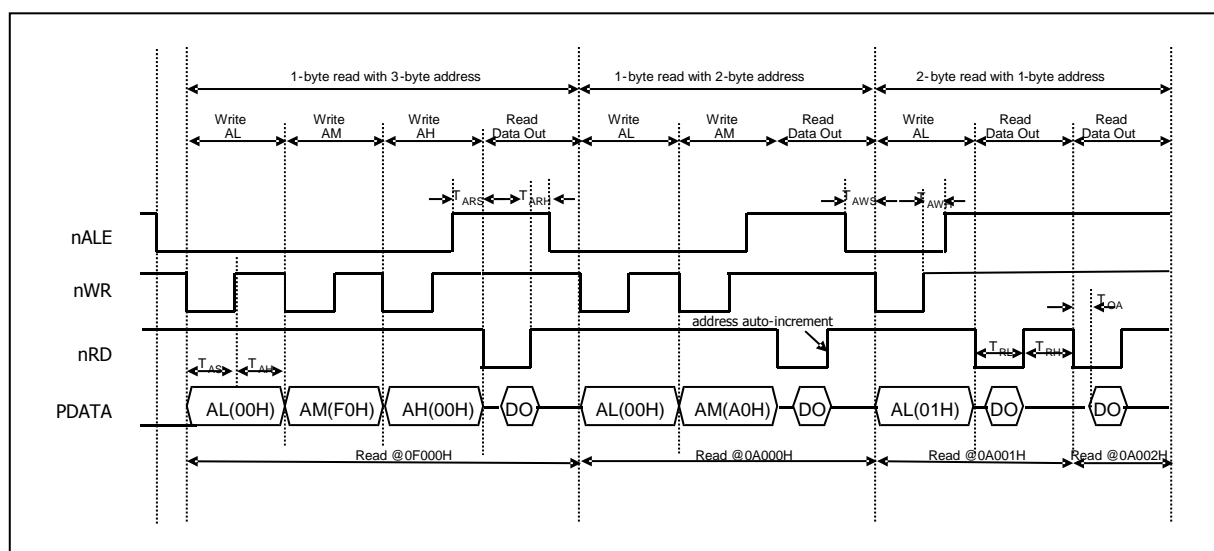 1-byte read with 3-byte address 1-byte read with 2-byte address 2-byte read with 1-byte address
Write AL Write AM Write AH Read Data Out Write AL Write AM Read Data Out Write AL Read Data Out Read Data Out
TARS TARH TAWS TAWH
nALE
nWR
TOA
address auto-increment
nRD
TAS TAH TRL TRH
PDATA AL(00H) AM(F0H) AH(00H) DO AL(00H) AM(A0H) DO AL(01H) DO DO
Read @0F000H Read @0A000H Read @0A001H Read @0A002H